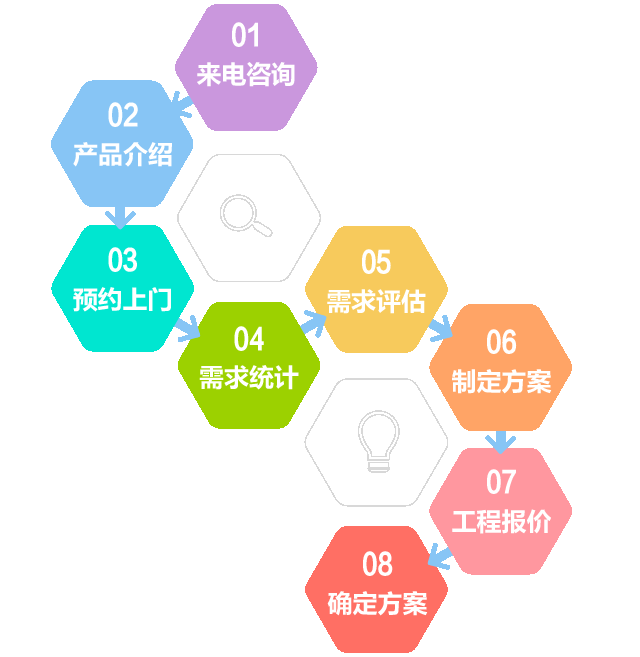 01
来电咨询
02
产品介绍
03
预约上门
04
需求统计
05
需求评估
06
制定方案
07
工程报价
08
确定方案